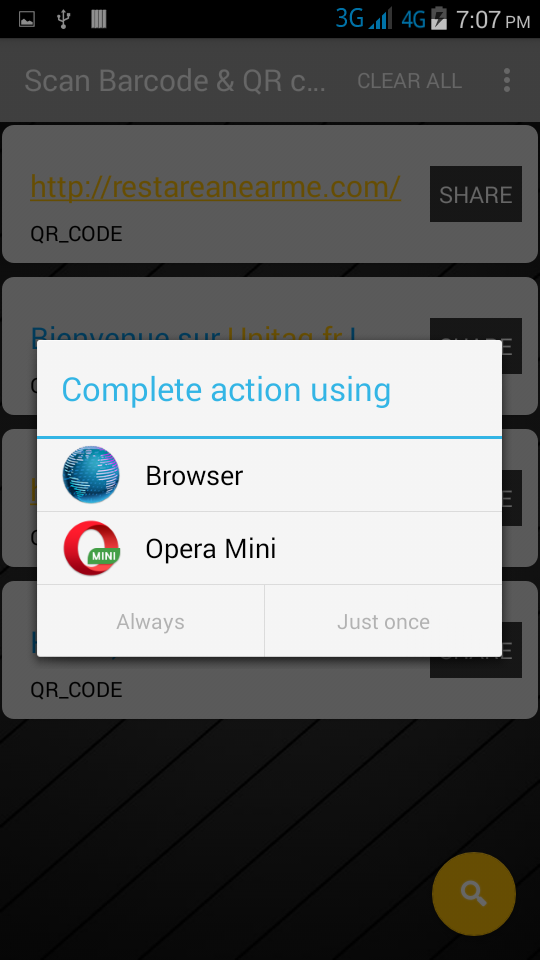 3G 4G 7:07 PM
Scan Barcode & QR c... CLEAR ALL
http://restareanearme.com/
SHARE
QR_CODE
Bienvenue sur Unitag.fr !
Complete action using
Browser
MINI
Opera Mini
Always Just once
SHARE
QR_CODE